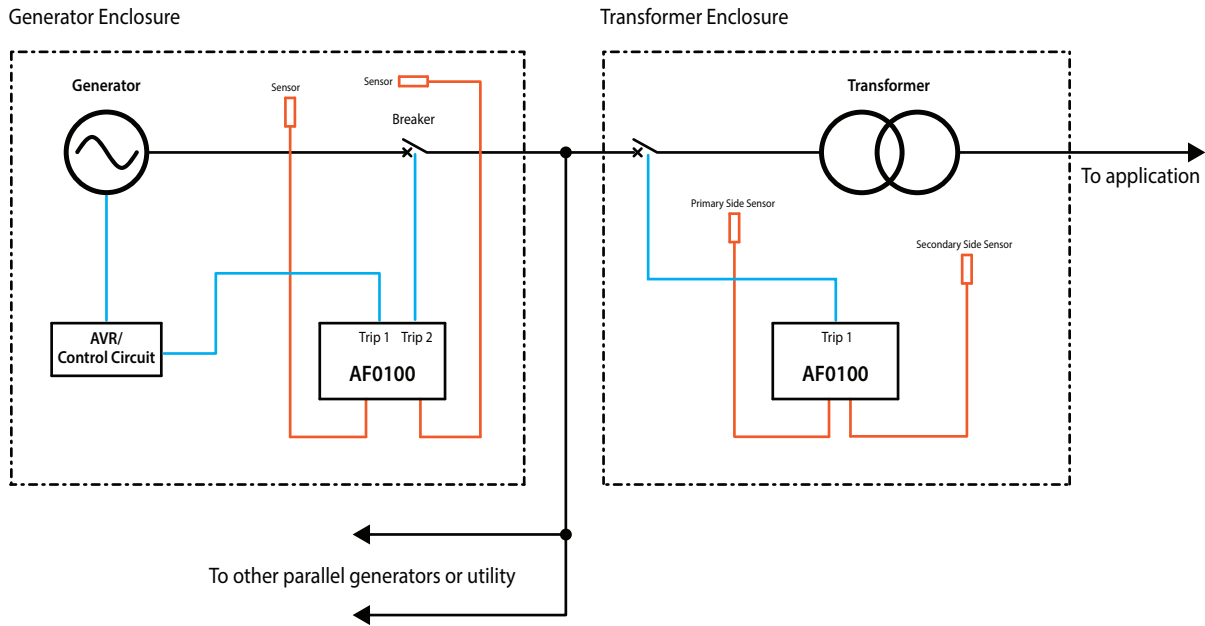 Generator Enclosure
Transformer Enclosure
Generator
Sensor
Sensor
Breaker
Transformer
To application
Primary Side Sensor
Secondary Side Sensor
AVR/
Control Circuit
Trip 1 Trip 2
AF0100
Trip 1
AF0100
To other parallel generators or utility